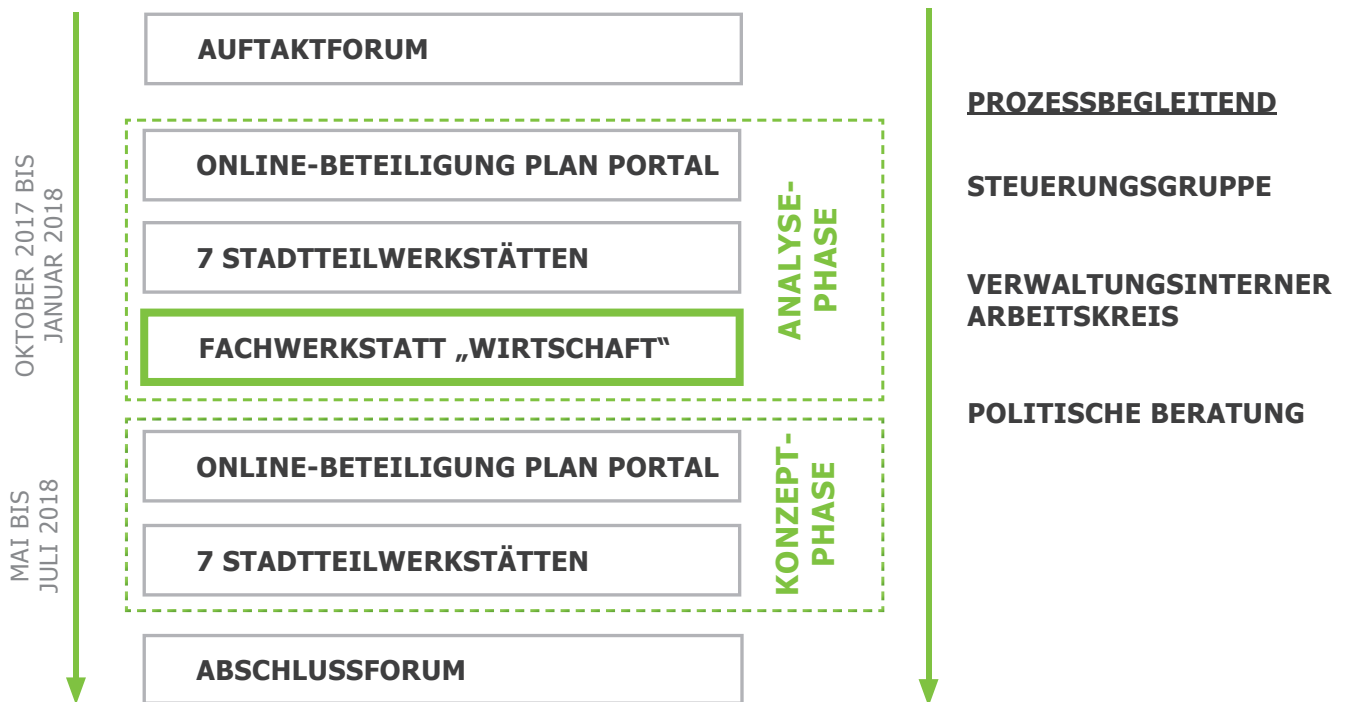 AUFTAKTFORUM
OKTOBER 2017 BIS
JANUAR 2018
ONLINE-BETEILIGUNG PLAN PORTAL
7 STADTTEILWERKSTÄTTEN
FACHWERKSTATT „WIRTSCHAFT“
ANALYSE-
PHASE
MAI BIS
JULI 2018
ONLINE-BETEILIGUNG PLAN PORTAL
7 STADTTEILWERKSTÄTTEN
KONZEPT-
PHASE
ABSCHLUSSFORUM
PROZESSBEGLEITEND
STEUERUNGSGRUPPE
VERWALTUNGSINTERNER
ARBEITSKREIS
POLITISCHE BERATUNG